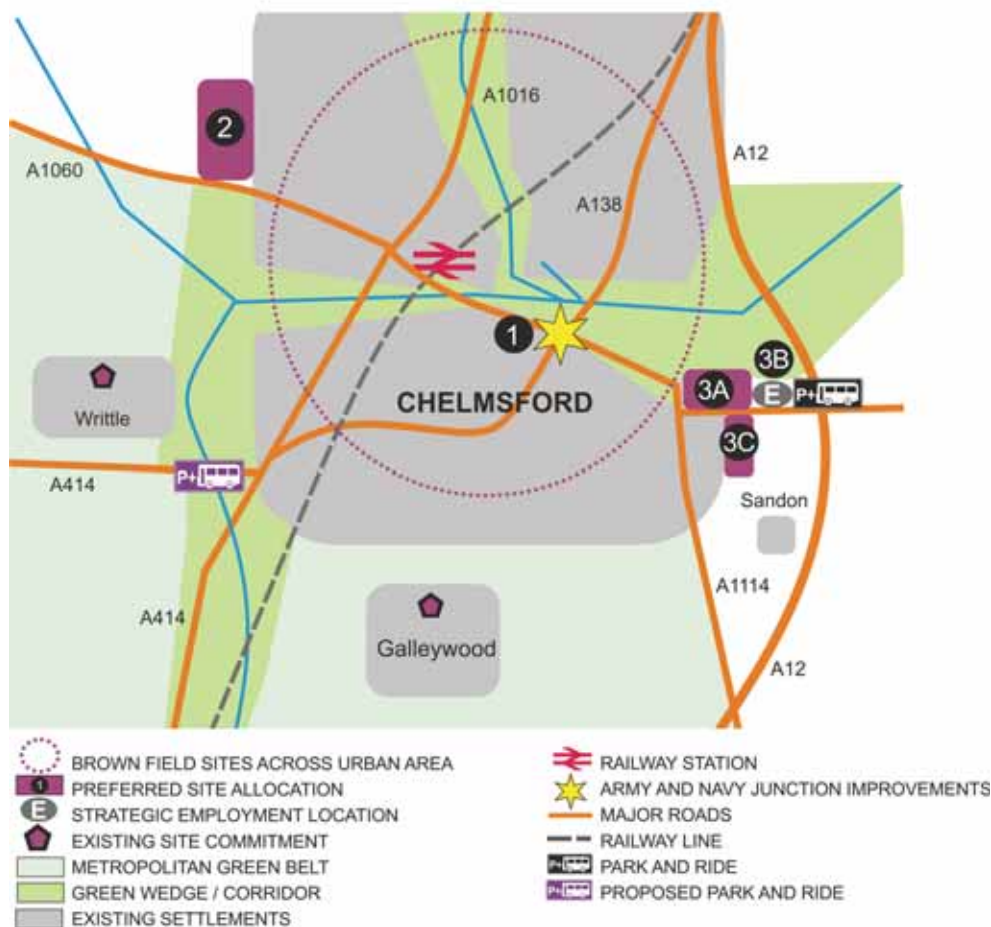 A1016
2
A12
A1060
A138
1
3B
3A
E
P+
CHELMSFORD
3C
Writtle
P+
A414
Sandon
A1114
A414
Galleywood
A12
BROWN FIELD SITES ACROSS URBAN AREA
1 PREFERRED SITE ALLOCATION
E STRATEGIC EMPLOYMENT LOCATION
EXISTING SITE COMMITMENT
METROPOLITAN GREEN BELT
GREEN WEDGE / CORRIDOR
EXISTING SETTLEMENTS
RAILWAY STATION
ARMY AND NAVY JUNCTION IMPROVEMENTS
MAJOR ROADS
RAILWAY LINE
P+ PARK AND RIDE
P+ PROPOSED PARK AND RIDE